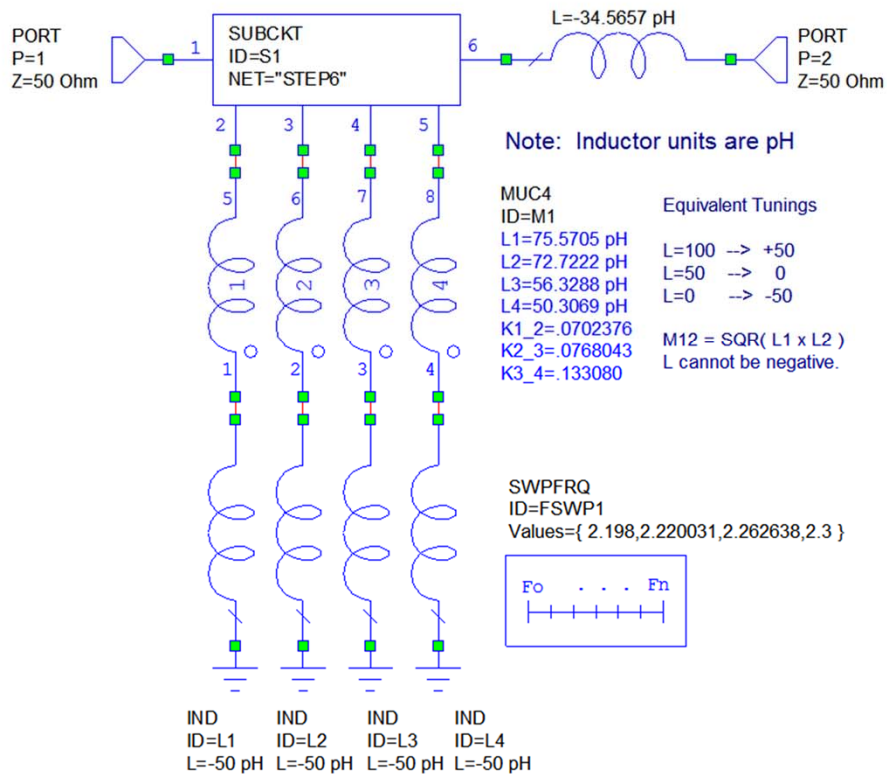 L=-34.5657 pH
PORT
P=1
Z=50 Ohm
1
SUBCKT
ID=S1
NET="STEP6"
6
PORT
P=2
Z=50 Ohm
2 3 4 5
Note: Inductor units are pH
5 6 7 8
MUC4
ID=M1
L1=75.5705 pH
L2=72.7222 pH
L3=56.3288 pH
L4=50.3069 pH
K1_2=.0702376
K2_3=.0768043
K3_4=.133080
Equivalent Tunings
L=100 --> +50
L=50 --> 0
L=0 --> -50
M12 = SQR( L1 x L2 )
L cannot be negative.
1 2 3 4
1 2 3 4
SWPFRQ
ID=FSWP1
Values={ 2.198,2.220031,2.262638,2.3 }
Fo . . . Fn
IND IND IND IND
ID=L1 ID=L2 ID=L3 ID=L4
L=-50 pH L=-50 pH L=-50 pH L=-50 pH